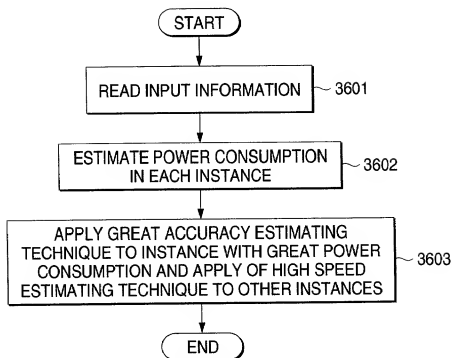 START
READ INPUT INFORMATION
3601
ESTIMATE POWER CONSUMPTION
IN EACH INSTANCE
3602
APPLY GREAT ACCURACY ESTIMATING
TECHNIQUE TO INSTANCE WITH GREAT POWER
CONSUMPTION AND APPLY OF HIGH SPEED
ESTIMATING TECHNIQUE TO OTHER INSTANCES
3603
END